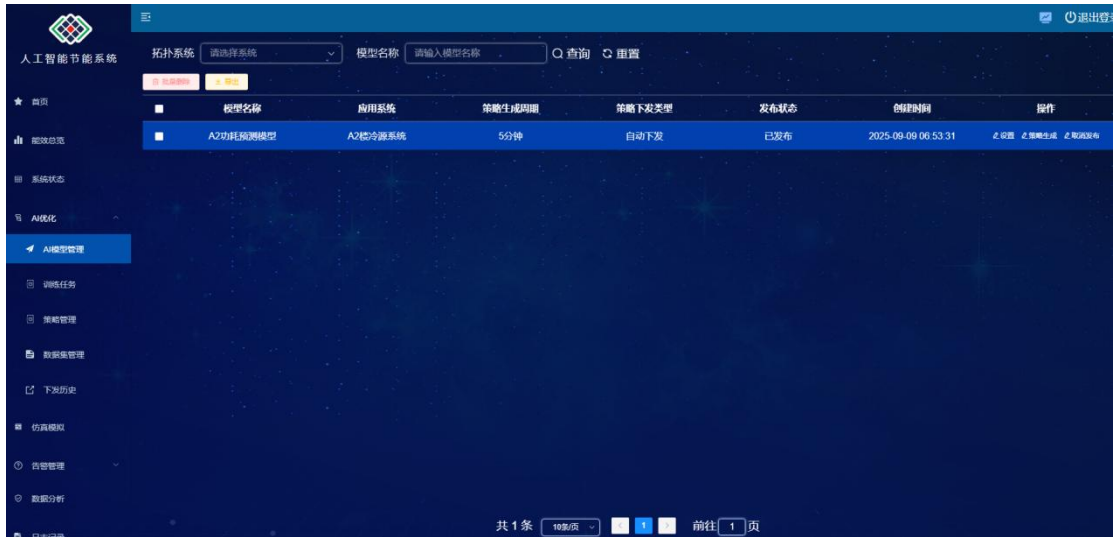 人工智能节能系统
退出登录
拓扑系统 请选择系统 模型名称 请输入模型名称 查询 重置
批量删除 导出
模型名称 应用系统 策略生成周期 策略下发类型 发布状态 创建时间 操作
A2功耗预测模型 A2楼冷源系统 5分钟 自动下发 已发布 2025-09-09 06:53:31 设置 策略生成 取消发布
首页
能效总览
系统状态
AI优化
AI模型管理
训练任务
策略管理
数据集管理
下发历史
仿真模拟
告警管理
数据分析
日志记录
共 1 条 10条/页 1 前往 1 页